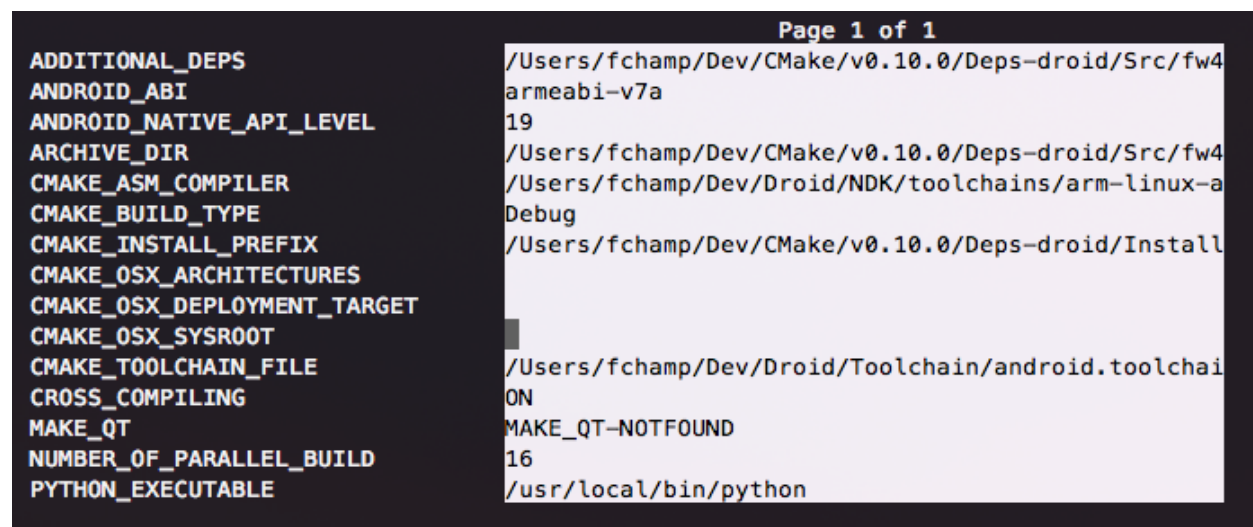 Page 1 of 1
ADDITIONAL_DEPS /Users/fchamp/Dev/CMake/v0.10.0/Deps-droid/Src/fw4
ANDROID_ABI armeabi-v7a
ANDROID_NATIVE_API_LEVEL 19
ARCHIVE_DIR /Users/fchamp/Dev/CMake/v0.10.0/Deps-droid/Src/fw4
CMAKE_ASM_COMPILER /Users/fchamp/Dev/Droid/NDK/toolchains/arm-linux-a
CMAKE_BUILD_TYPE Debug
CMAKE_INSTALL_PREFIX /Users/fchamp/Dev/CMake/v0.10.0/Deps-droid/Install
CMAKE_OSX_ARCHITECTURES
CMAKE_OSX_DEPLOYMENT_TARGET
CMAKE_OSX_SYSROOT
CMAKE_TOOLCHAIN_FILE /Users/fchamp/Dev/Droid/Toolchain/android.toolchai
CROSS_COMPILING ON
MAKE_QT MAKE_QT-NOTFOUND
NUMBER_OF_PARALLEL_BUILD 16
PYTHON_EXECUTABLE /usr/local/bin/python